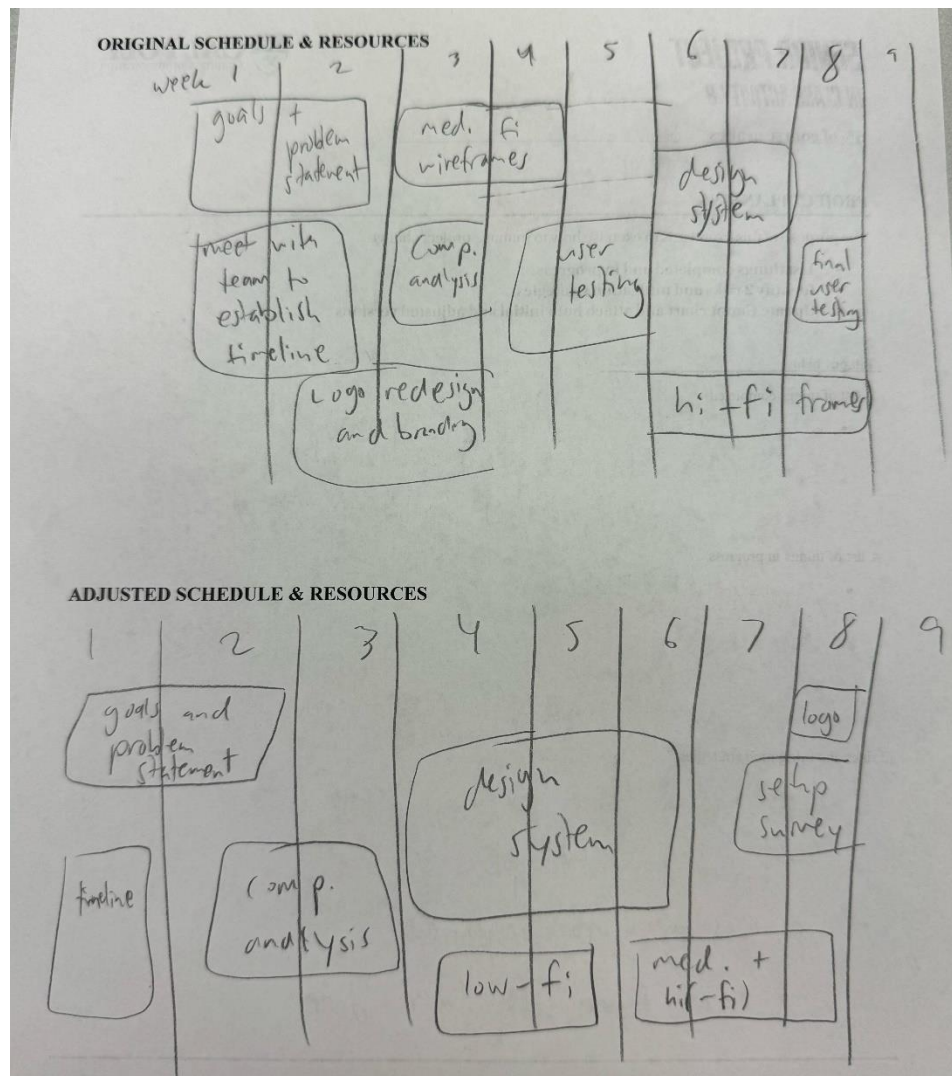 ORIGINAL SCHEDULE & RESOURCES
week 1 2 3 4 5 6 7 8 9
goals +
problem
statement
med. fi
wireframes
design
system
meet with
team to
establish
timeline
comp.
analysis
user
testing
final
user
testing
Logo redesign
and branding
hi-fi frames
ADJUSTED SCHEDULE & RESOURCES
1 2 3 4 5 6 7 8 9
goals and
problem
statement
logo
design
system
setup
survey
timeline
comp.
analysis
low-fi
med. +
hi(-fi)